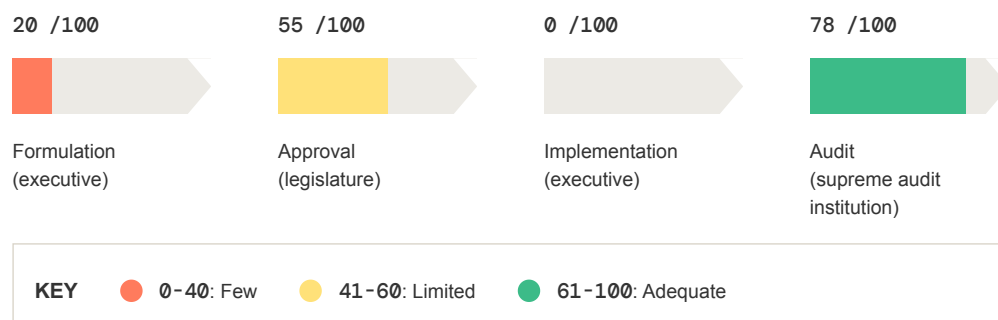 20 /100
55 /100
0 /100
78 /100
Formulation
(executive)
Approval
(legislature)
Implementation
(executive)
Audit
(supreme audit
institution)
KEY
0-40: Few
41-60: Limited
61-100: Adequate